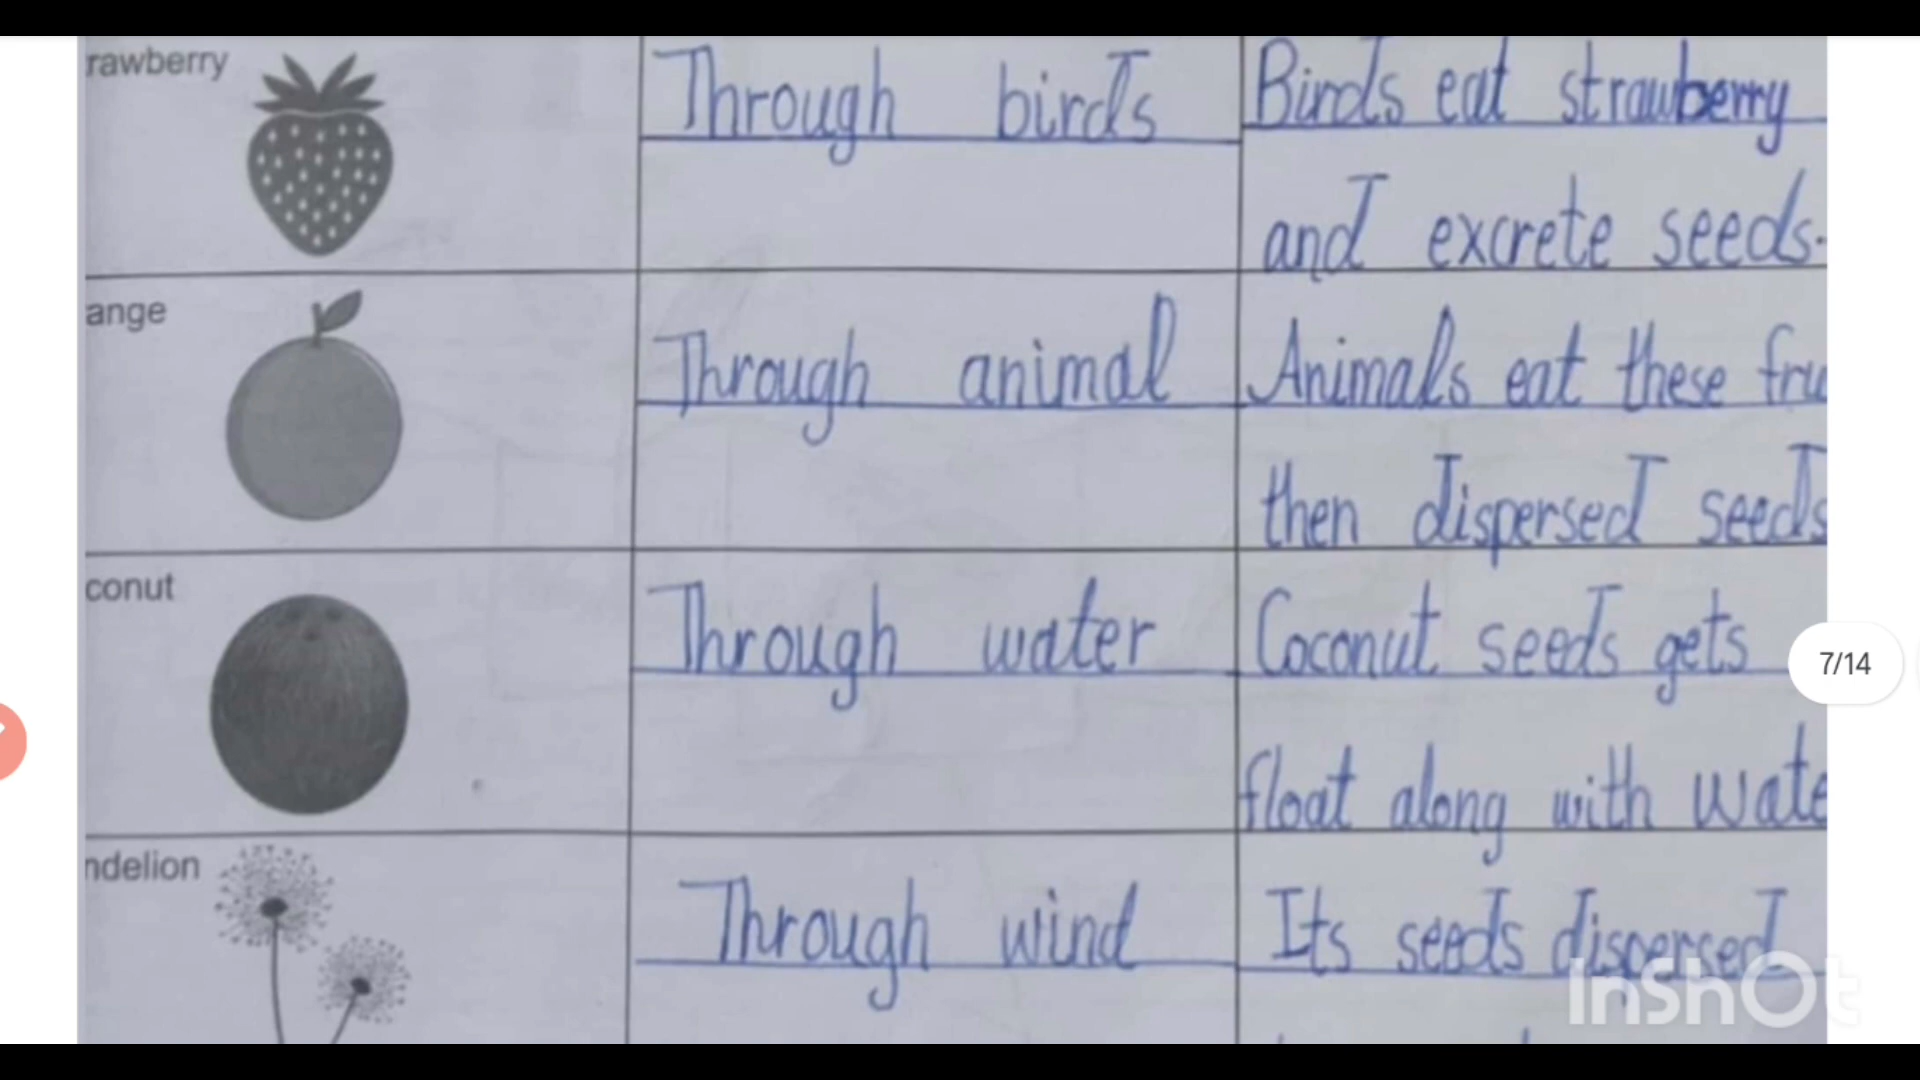 rawberry
Through birds
Birds eat strawberry
and excrete seeds.
ange
Through animal
Animals eat these fru
then dispersed seeds
conut
Through water
Coconut seeds gets
float along with wate
7/14
ndelion
Through wind
Its seeds dispersed
InShOt